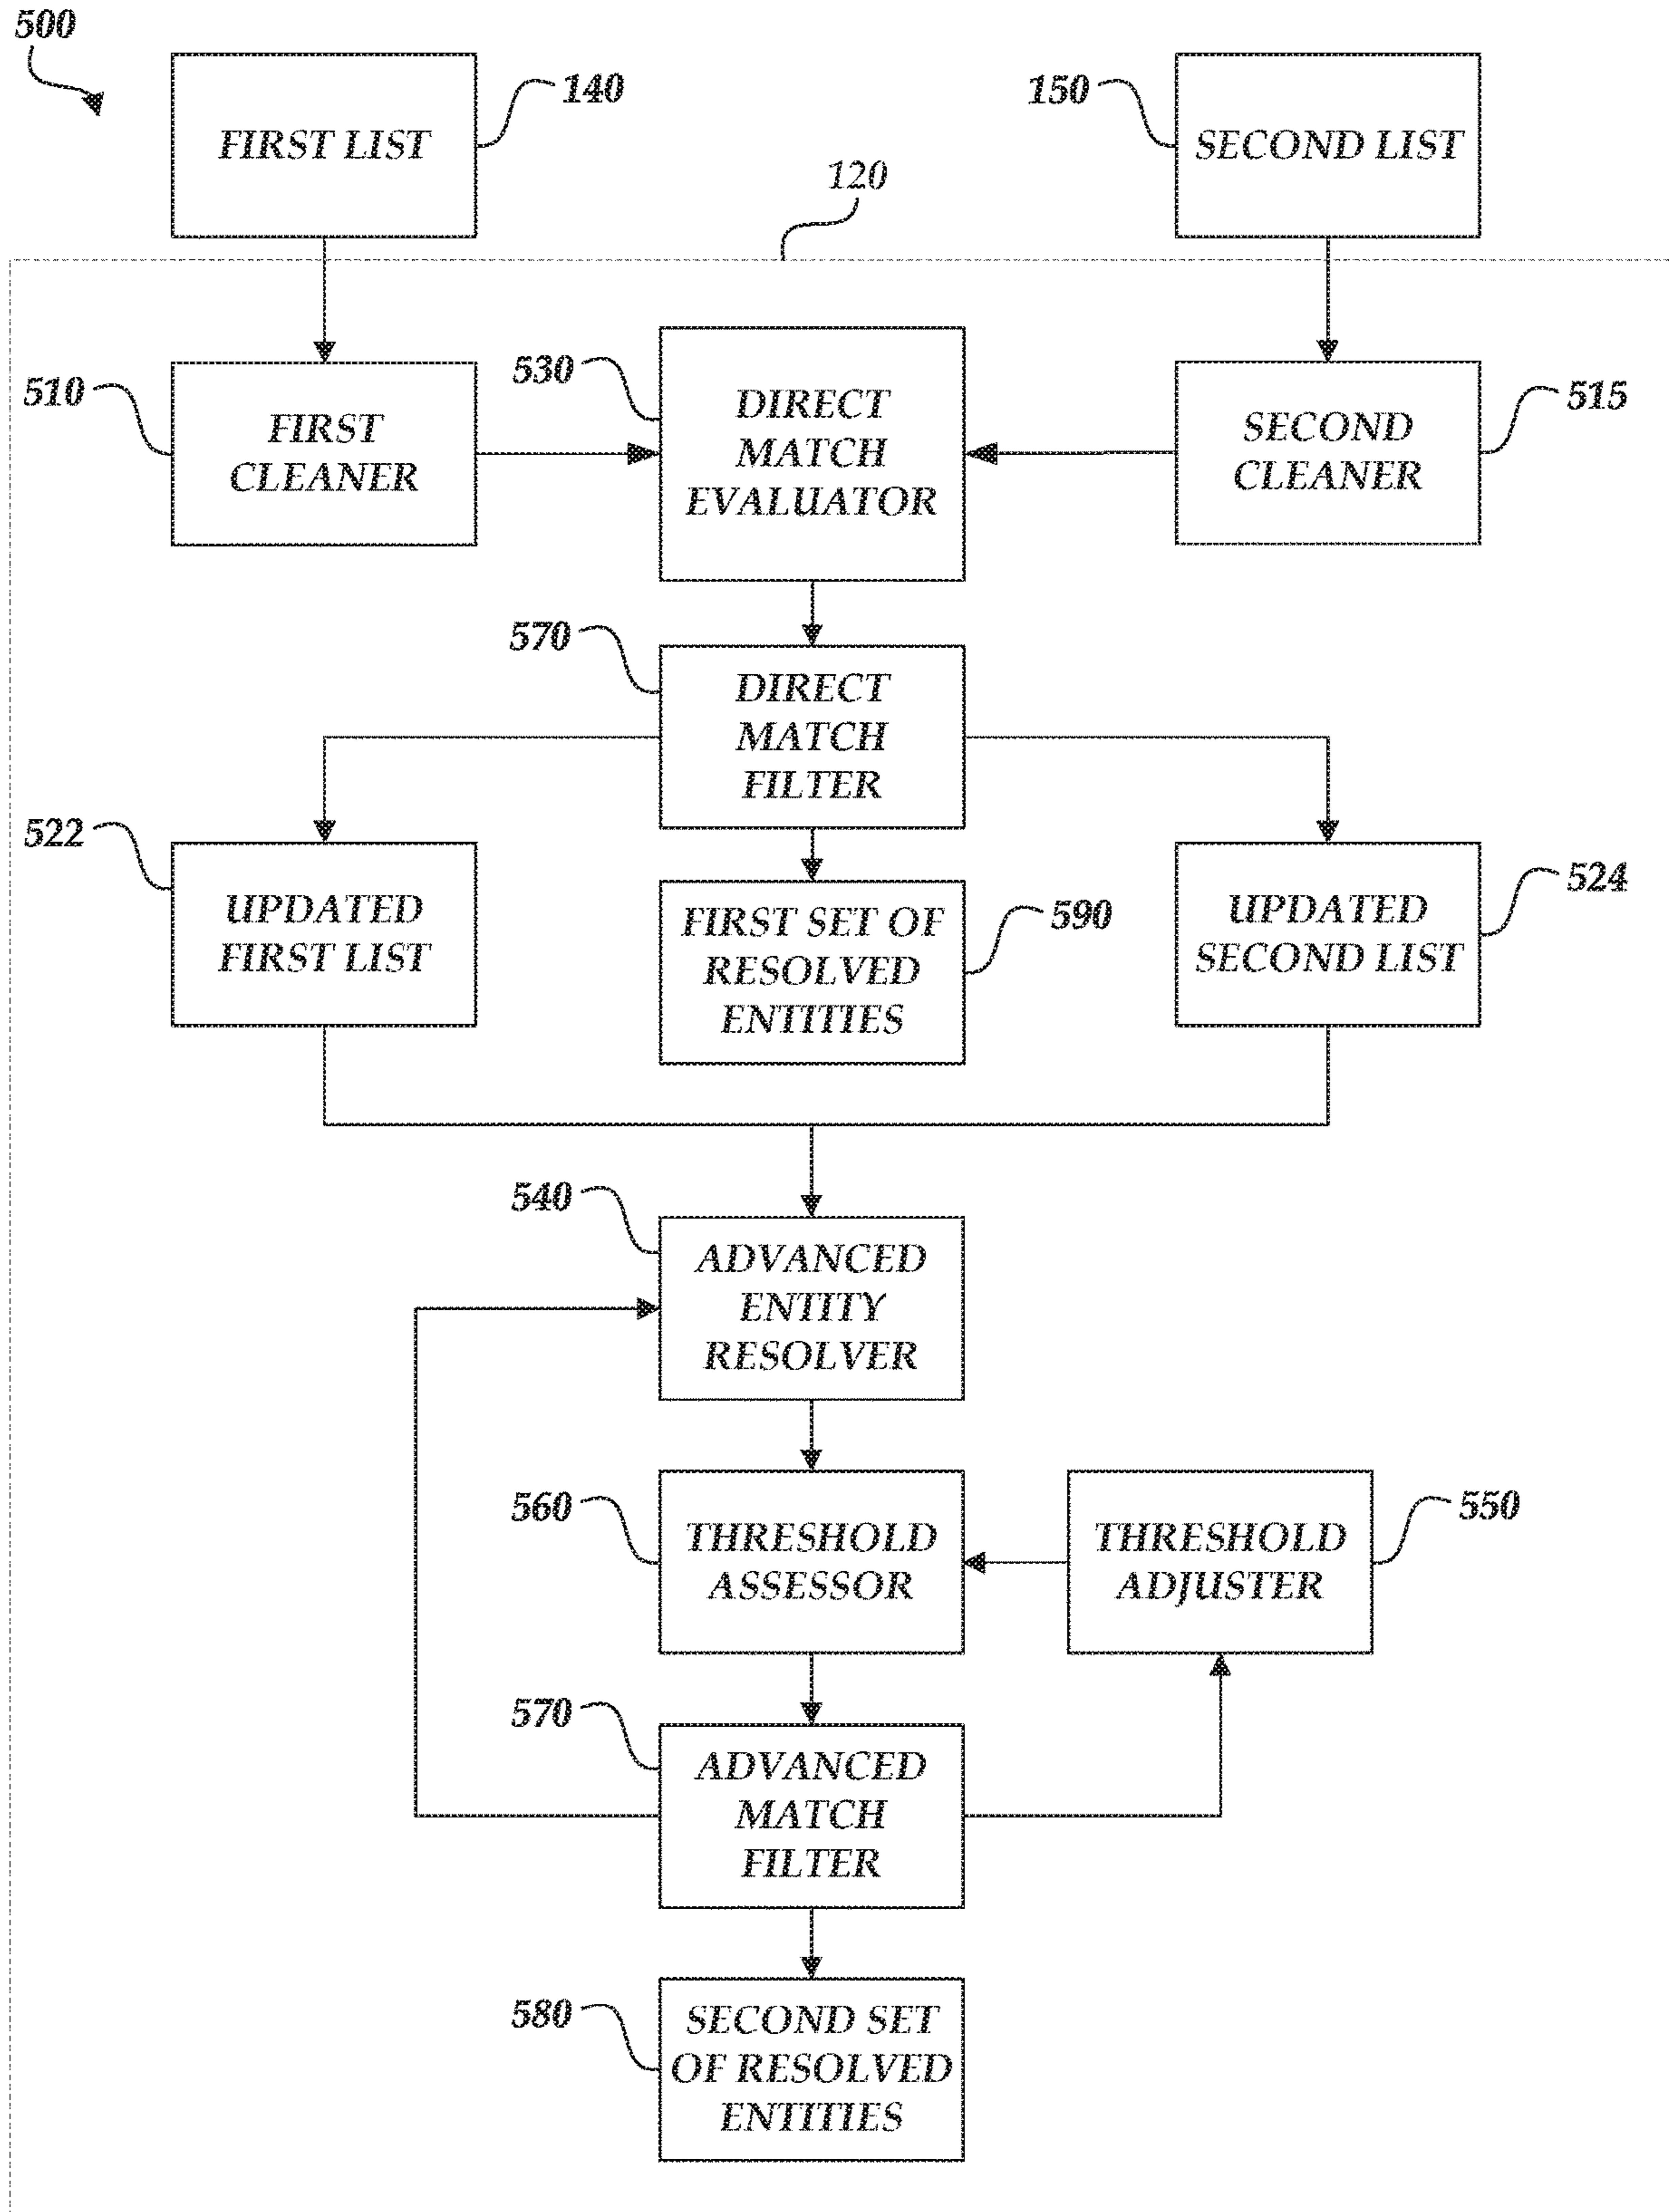 500
140
FIRST LIST
150
SECOND LIST
120
510
FIRST
CLEANER
530
DIRECT
MATCH
EVALUATOR
515
SECOND
CLEANER
570
DIRECT
MATCH
FILTER
522
UPDATED
FIRST LIST
590
FIRST SET OF
RESOLVED
ENTITIES
524
UPDATED
SECOND LIST
540
ADVANCED
ENTITY
RESOLVER
560
THRESHOLD
ASSESSOR
550
THRESHOLD
ADJUSTER
570
ADVANCED
MATCH
FILTER
580
SECOND SET
OF RESOLVED
ENTITIES